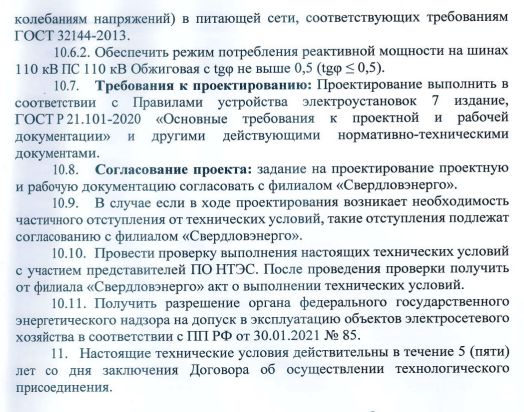 колебаниям напряжений) в питающей сети, соответствующих требованиям
ГОСТ 32144-2013.
10.6.2. Обеспечить режим потребления реактивной мощности на шинах
110 кВ ПС 110 кВ Обжиговая с tgφ не выше 0,5 (tgφ ≤ 0,5).
10.7. Требования к проектированию: Проектирование выполнить в
соответствии с Правилами устройства электроустановок 7 издание,
ГОСТ Р 21.101-2020 «Основные требования к проектной и рабочей
документации» и другими действующими нормативно-техническими
документами.
10.8. Согласование проекта: задание на проектирование проектную
и рабочую документацию согласовать с филиалом «Свердловэнерго».
10.9. В случае если в ходе проектирования возникает необходимость
частичного отступления от технических условий, такие отступления подлежат
согласованию с филиалом «Свердловэнерго».
10.10. Провести проверку выполнения настоящих технических условий
с участием представителей ПО НТЭС. После проведения проверки получить
от филиала «Свердловэнерго» акт о выполнении технических условий.
10.11. Получить разрешение органа федерального государственного
энергетического надзора на допуск в эксплуатацию объектов электросетевого
хозяйства в соответствии с ПП РФ от 30.01.2021 № 85.
11. Настоящие технические условия действительны в течение 5 (пяти)
лет со дня заключения Договора об осуществлении технологического
присоединения.